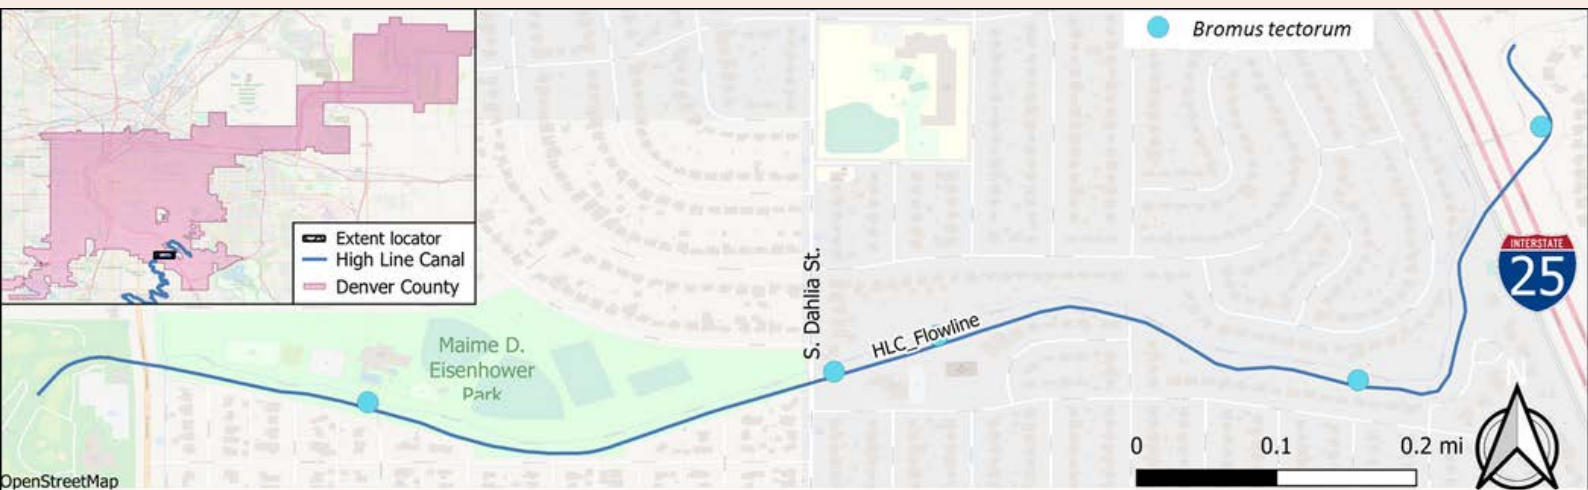 Bromus tectorum
Extent locator
High Line Canal
Denver County
INTERSTATE
25
S. Dahlia St.
HLC_Flowline
Maime D.
Eisenhower
Park
N
0 0.1 0.2 mi
OpenStreetMap